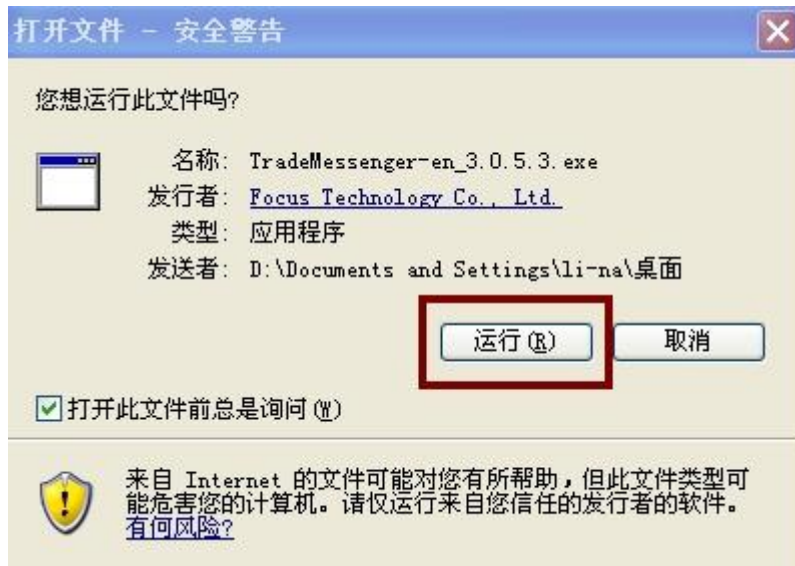 打开文件 - 安全警告
您想运行此文件吗?
名称: TradeMessenger-en_3.0.5.3.exe
发行者: Focus Technology Co., Ltd.
类型: 应用程序
发送者: D:\Documents and Settings\li-na\桌面
运行(R) 取消
打开此文件前总是询问(W)
来自 Internet 的文件可能对您有所帮助，但此文件类型可
能危害您的计算机。请仅运行来自您信任的发行者的软件。
有何风险?